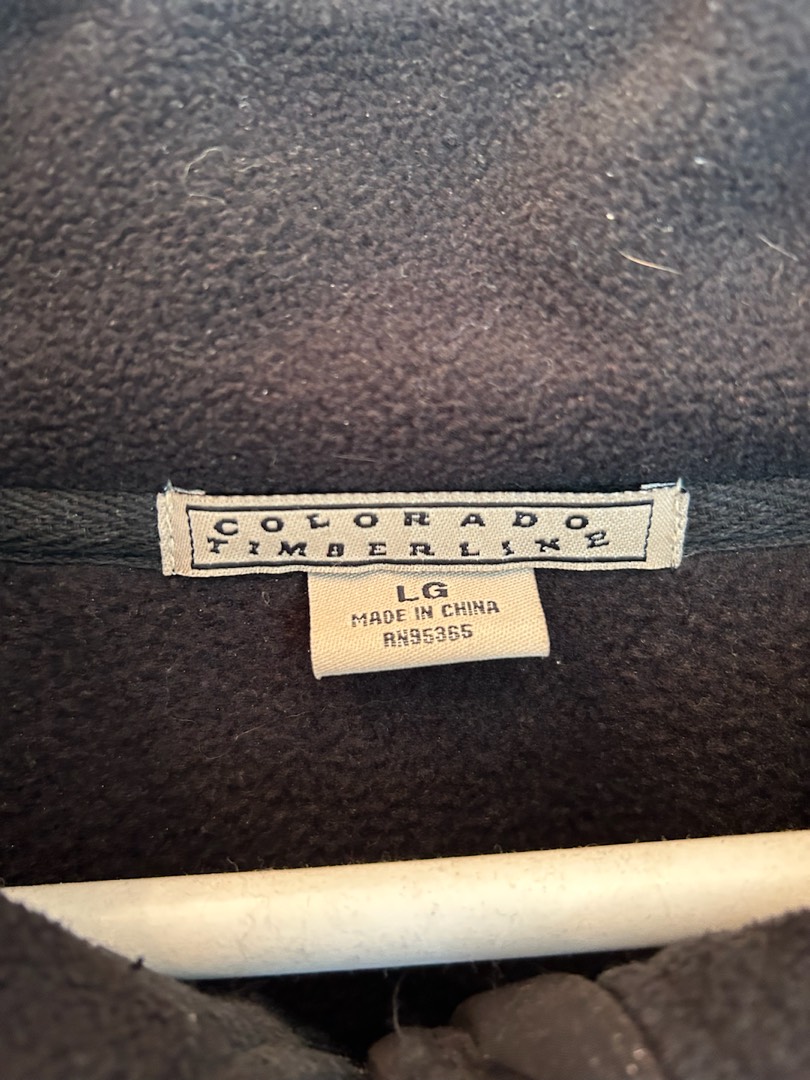 COLORADO
TIMBERLINE
LG
MADE IN CHINA
RN95365